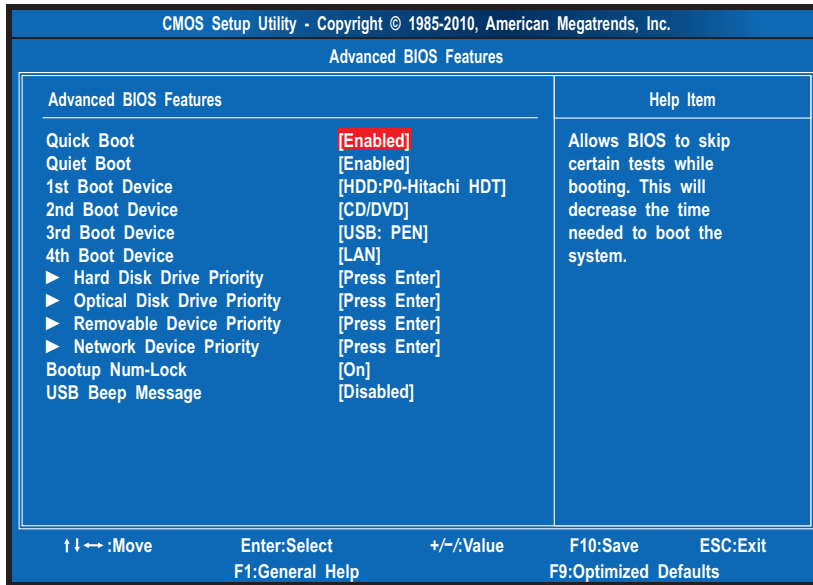 CMOS Setup Utility - Copyright © 1985-2010, American Megatrends, Inc.
Advanced BIOS Features
Advanced BIOS Features
Help Item
Quick Boot [Enabled]
Quiet Boot [Enabled]
1st Boot Device [HDD:P0-Hitachi HDT]
2nd Boot Device [CD/DVD]
3rd Boot Device [USB: PEN]
4th Boot Device [LAN]
► Hard Disk Drive Priority [Press Enter]
► Optical Disk Drive Priority [Press Enter]
► Removable Device Priority [Press Enter]
► Network Device Priority [Press Enter]
Bootup Num-Lock [On]
USB Beep Message [Disabled]
Allows BIOS to skip
certain tests while
booting. This will
decrease the time
needed to boot the
system.
↑↓↔ :Move Enter:Select +/−/:Value F10:Save ESC:Exit
F1:General Help F9:Optimized Defaults